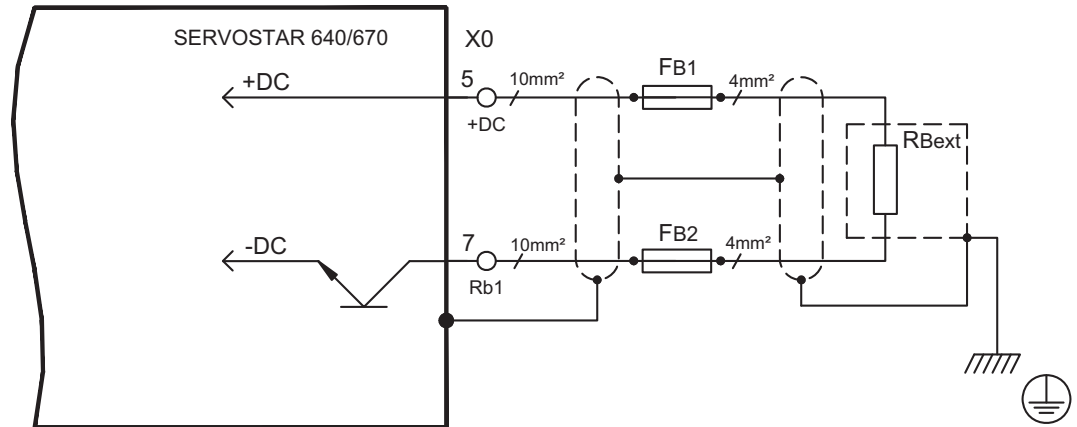 SERVOSTAR 640/670
X0
+DC
5
10mm²
FB1
4mm²
+DC
RBext
-DC
7
10mm²
FB2
4mm²
Rb1